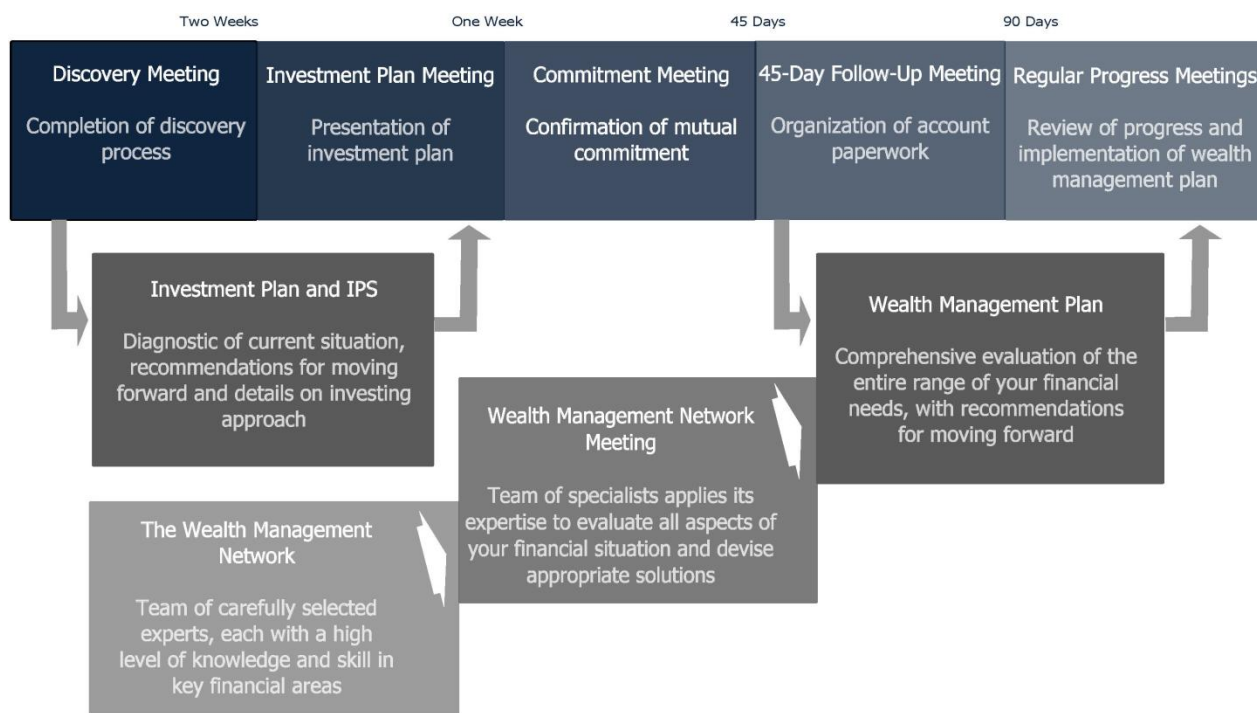 Two Weeks
One Week
45 Days
90 Days
Discovery Meeting
Completion of discovery
process
Investment Plan Meeting
Presentation of
investment plan
Commitment Meeting
Confirmation of mutual
commitment
45-Day Follow-Up Meeting
Organization of account
paperwork
Regular Progress Meetings
Review of progress and
implementation of wealth
management plan
Investment Plan and IPS
Diagnostic of current situation,
recommendations for moving
forward and details on investing
approach
Wealth Management Plan
Comprehensive evaluation of the
entire range of your financial
needs, with recommendations
for moving forward
Wealth Management Network
Meeting
Team of specialists applies its
expertise to evaluate all aspects of
your financial situation and devise
appropriate solutions
The Wealth Management
Network
Team of carefully selected
experts, each with a high
level of knowledge and skill in
key financial areas